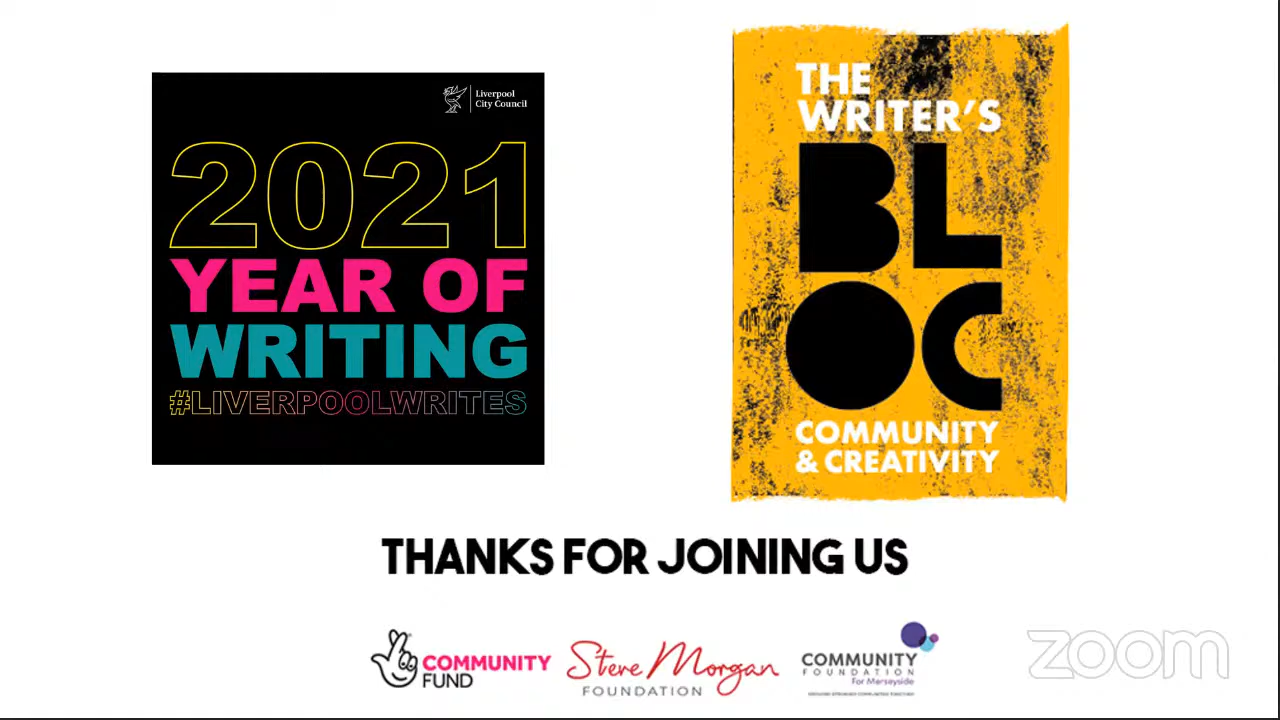 Liverpool
City Council
2021
YEAR OF
WRITING
#LIVERPOOLWRITES
THE
WRITER'S
BL
OC
COMMUNITY
& CREATIVITY
THANKS FOR JOINING US
COMMUNITY
FUND
Steve Morgan
FOUNDATION
COMMUNITY
FOUNDATION
For Merseyside
zoom